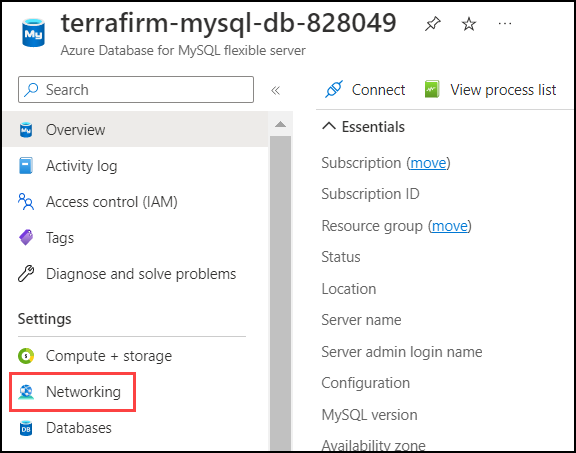 terrafirm-mysql-db-828049
Azure Database for MySQL flexible server
Search
Overview
Activity log
Access control (IAM)
Tags
Diagnose and solve problems
Settings
Compute + storage
Networking
Databases
Connect View process list
Essentials
Subscription (move)
Subscription ID
Resource group (move)
Status
Location
Server name
Server admin login name
Configuration
MySQL version
Availability zone